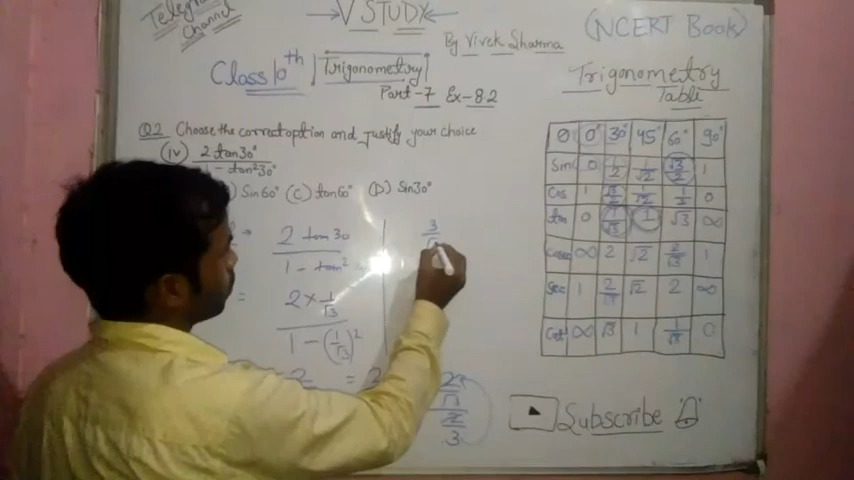 Telegram
Channel
V STUDY
By Vivek Sharma
(NCERT Book)
Class 10th
Trigonometry
Part-7 Ex-8.2
Q2 Choose the correct option and justify your choice
(iv) 2 tan30°
1 - tan²30°
Sin60° (C) tan60° (D) Sin30°
= 2 tan 30
1 - tan²
= 2 × 1/√3
1 - (1/√3)²
= 2 = 2
3
2/√3
2/3
Trigonometry
Table
θ 0° 30° 45° 60° 90°
Sin 0 1/2 1/√2 √3/2 1
Cos 1 √3/2 1/√2 1/2 0
tan 0 1/√3 1 √3 ∞
Cosec ∞ 2 √2 2/√3 1
Sec 1 2/√3 √2 2 ∞
Cot ∞ √3 1 1/√3 0
Subscribe